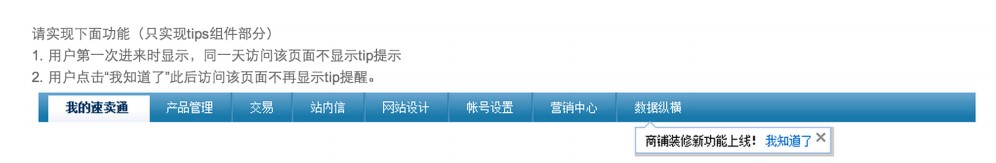 请实现下面功能（只实现tips组件部分）
1. 用户第一次进来时显示，同一天访问该页面不显示tip提示
2. 用户点击“我知道了”此后访问该页面不再显示tip提醒。
我的速卖通 产品管理 交易 站内信 网站设计 帐号设置 营销中心 数据纵横
商铺装修新功能上线！ 我知道了 ×